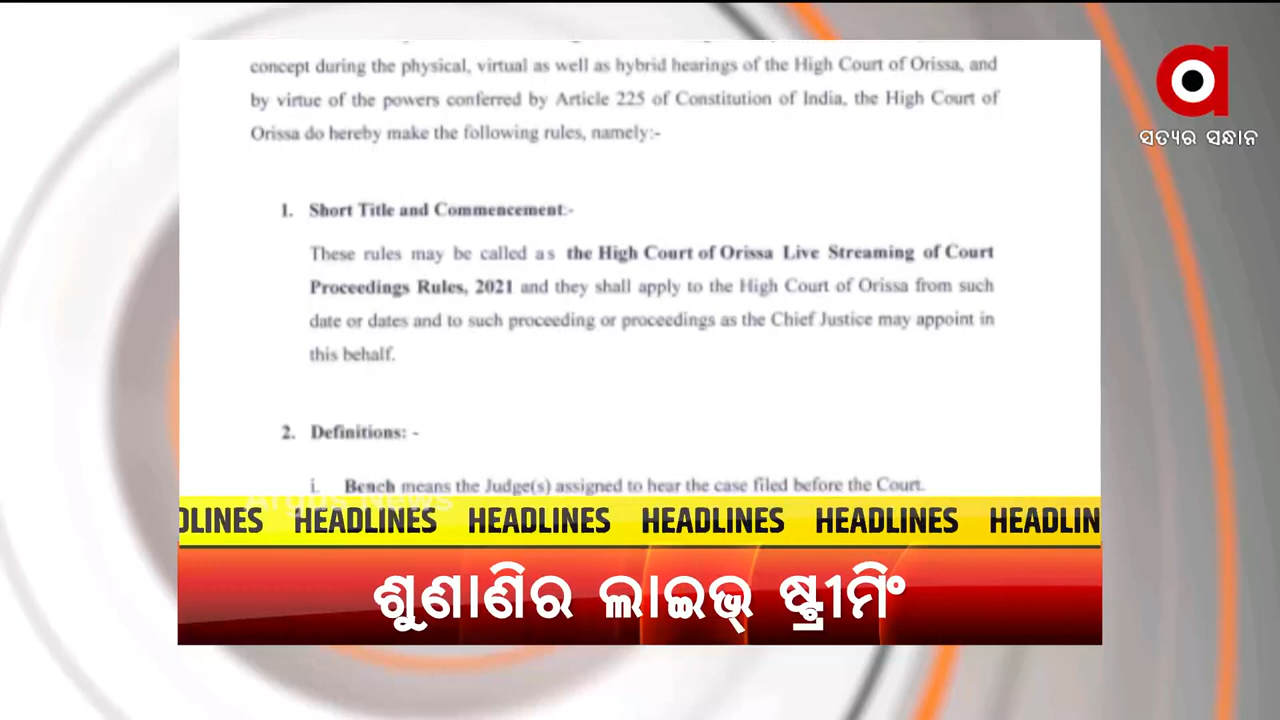 concept during the physical, virtual as well as hybrid hearings of the High Court of Orissa, and
by virtue of the powers conferred by Article 225 of Constitution of India, the High Court of
Orissa do hereby make the following rules, namely:-
ସତ୍ୟର ସନ୍ଧାନ
1. Short Title and Commencement:-
These rules may be called as the High Court of Orissa Live Streaming of Court
Proceedings Rules, 2021 and they shall apply to the High Court of Orissa from such
date or dates and to such proceeding or proceedings as the Chief Justice may appoint in
this behalf.
2. Definitions: -
i. Bench means the Judge(s) assigned to hear the case filed before the Court.
Argus News
DLINES HEADLINES HEADLINES HEADLINES HEADLINES HEADLIN
ଶୁଣାଣିର ଲାଇଭ୍ ଷ୍ଟ୍ରୀମିଂ